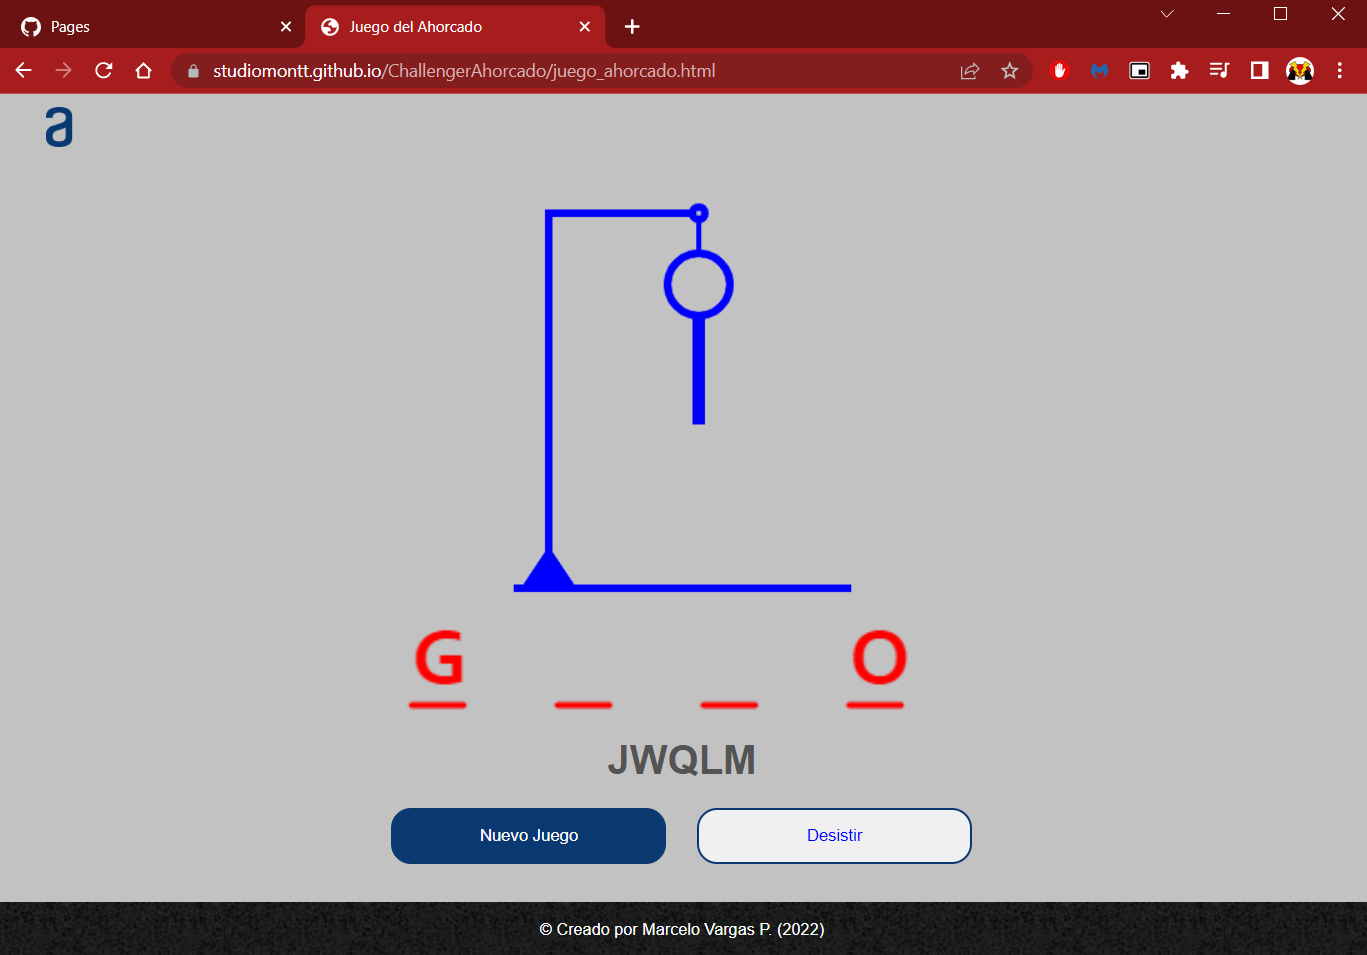 Pages
Juego del Ahorcado
studiomontt.github.io/ChallengerAhorcado/juego_ahorcado.html
a
G _ _ O
JWQLM
Nuevo Juego
Desistir
© Creado por Marcelo Vargas P. (2022)